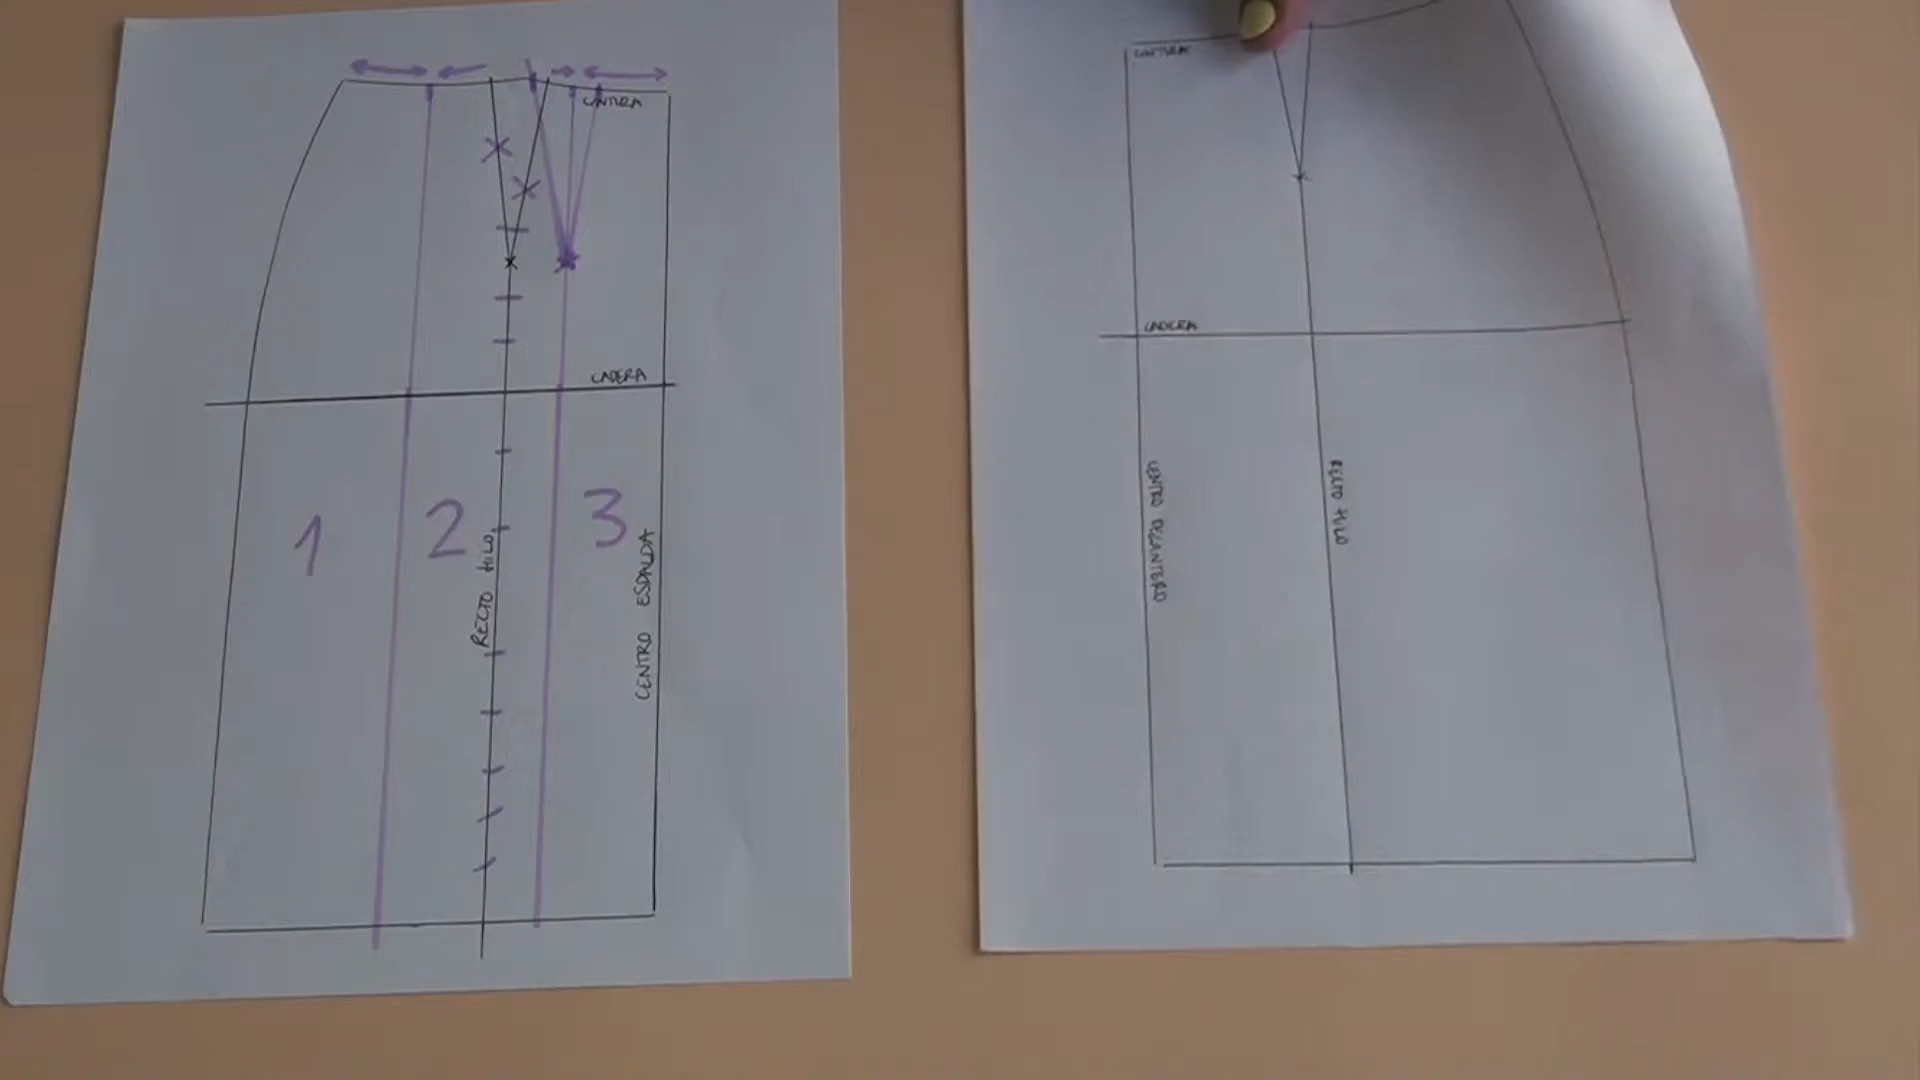 CINTURA
CADERA
1
2
3
RECTO HILO
CENTRO ESPALDA
CINTURA
CADERA
CENTRO DELANTERO
RECTO HILO